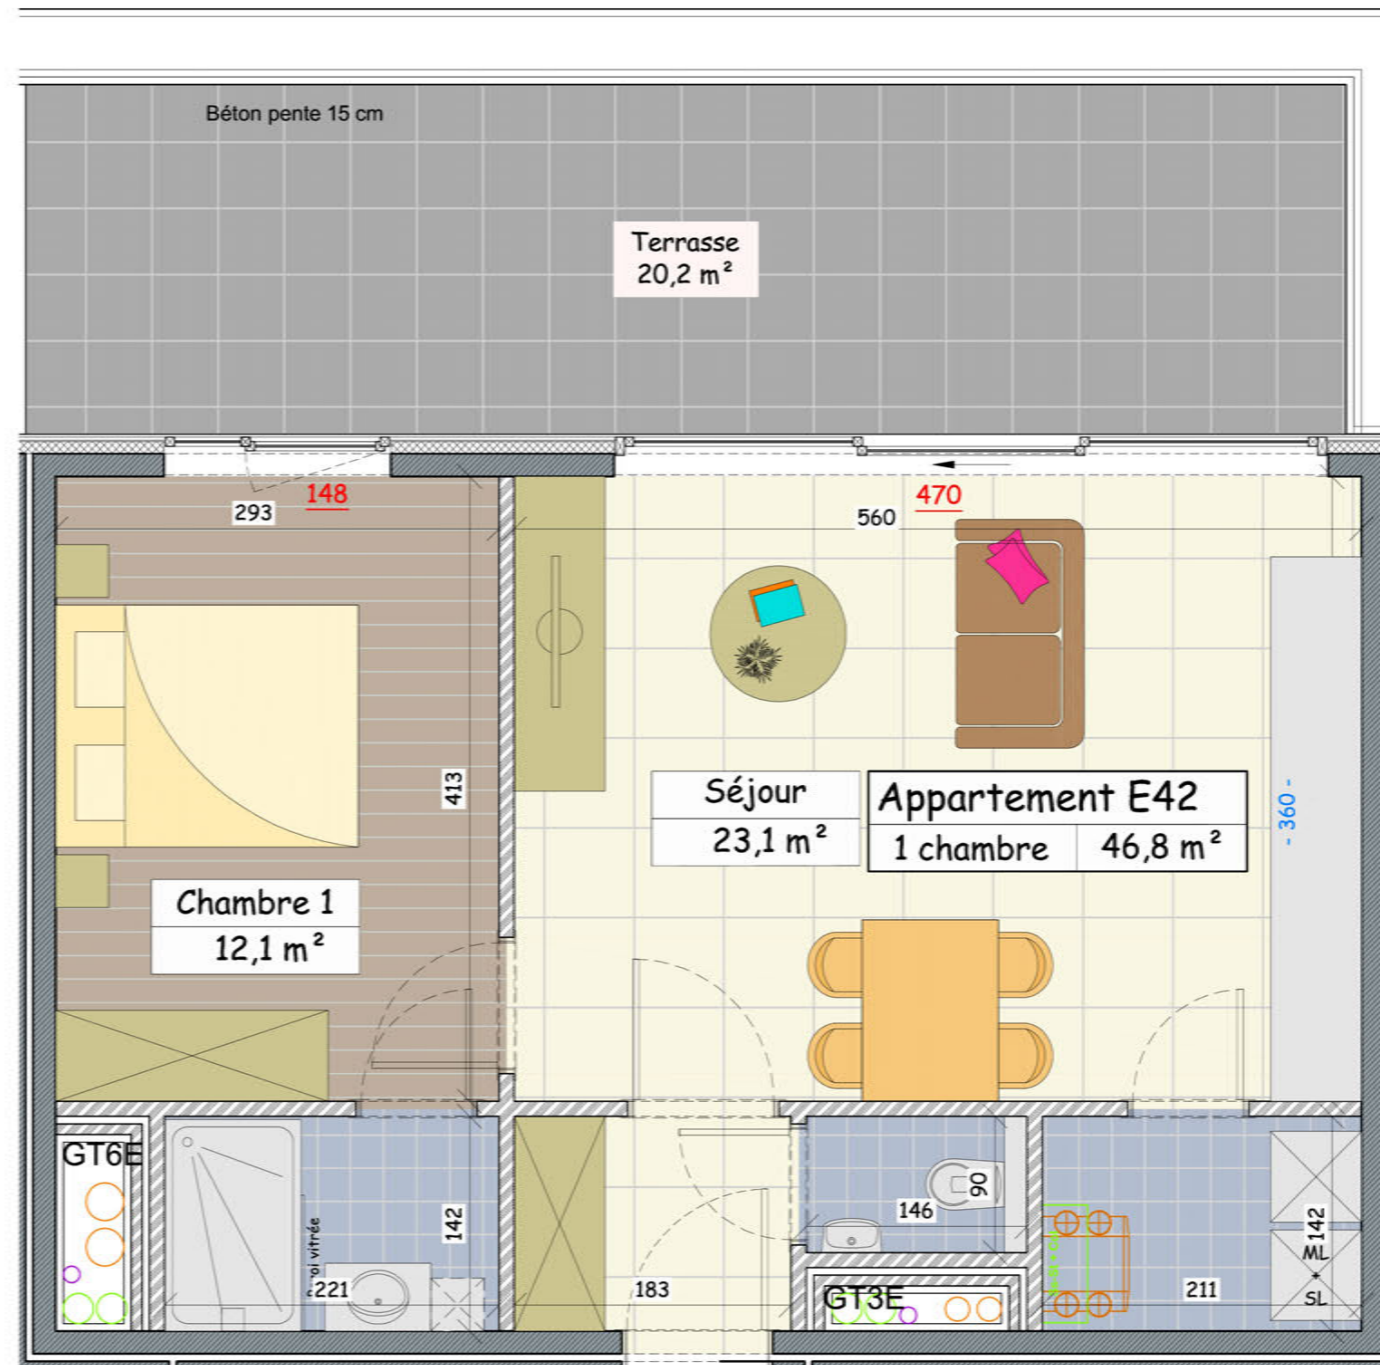 Béton pente 15 cm
Terrasse
20,2 m²
148
293
470
560
413
- 360 -
Séjour
23,1 m²
Appartement E42
1 chambre 46,8 m²
Chambre 1
12,1 m²
GT6E
142
vitrée
221
183
146
90
GT3E
211
142
ML
+
SL